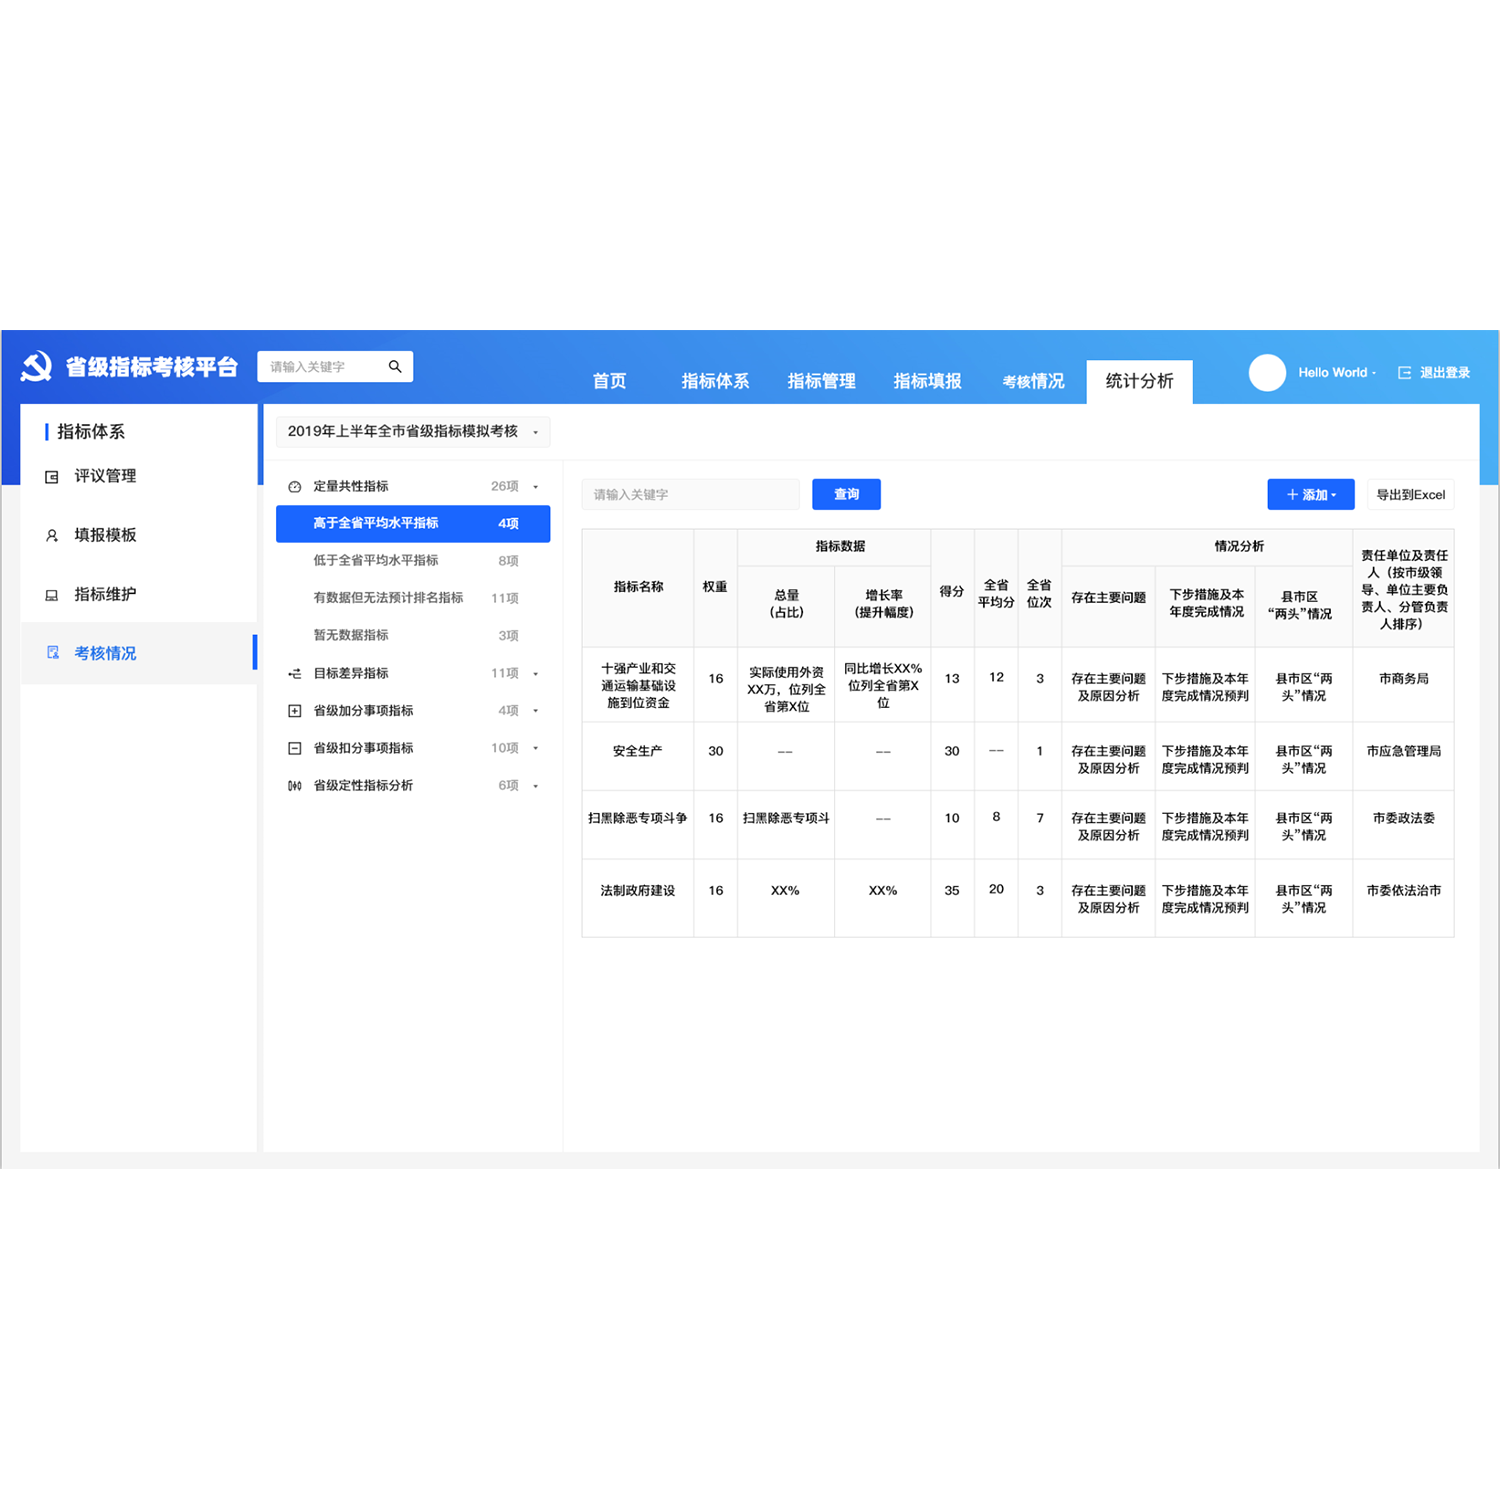 省级指标考核平台
请输入关键字
首页
指标体系
指标管理
指标填报
考核情况
统计分析
Hello World
退出登录
指标体系
评议管理
填报模板
指标维护
考核情况
2019年上半年全市省级指标模拟考核
定量共性指标 26项
高于全省平均水平指标 4项
低于全省平均水平指标 8项
有数据但无法预计排名指标 11项
暂无数据指标 3项
目标差异指标 11项
省级加分事项指标 4项
省级扣分事项指标 10项
省级定性指标分析 6项
请输入关键字
查询
添加
导出到Excel
指标名称
权重
指标数据
总量
(占比)
增长率
(提升幅度)
得分
全省
平均分
全省
位次
情况分析
存在主要问题
下步措施及本
年度完成情况
县市区
“两头”情况
责任单位及责任
人（按市级领
导、单位主要负
责人、分管负责
人排序）
十强产业和交
通运输基础设
施到位资金
16
实际使用外资
XX万，位列全
省第X位
同比增长XX%
位列全省第X
位
13
12
3
存在主要问题
及原因分析
下步措施及本年
度完成情况预判
县市区“两
头”情况
市商务局
安全生产
30
——
——
30
——
1
存在主要问题
及原因分析
下步措施及本年
度完成情况预判
县市区“两
头”情况
市应急管理局
扫黑除恶专项斗争
16
扫黑除恶专项斗
——
10
8
7
存在主要问题
及原因分析
下步措施及本年
度完成情况预判
县市区“两
头”情况
市委政法委
法制政府建设
16
XX%
XX%
35
20
3
存在主要问题
及原因分析
下步措施及本年
度完成情况预判
县市区“两
头”情况
市委依法治市